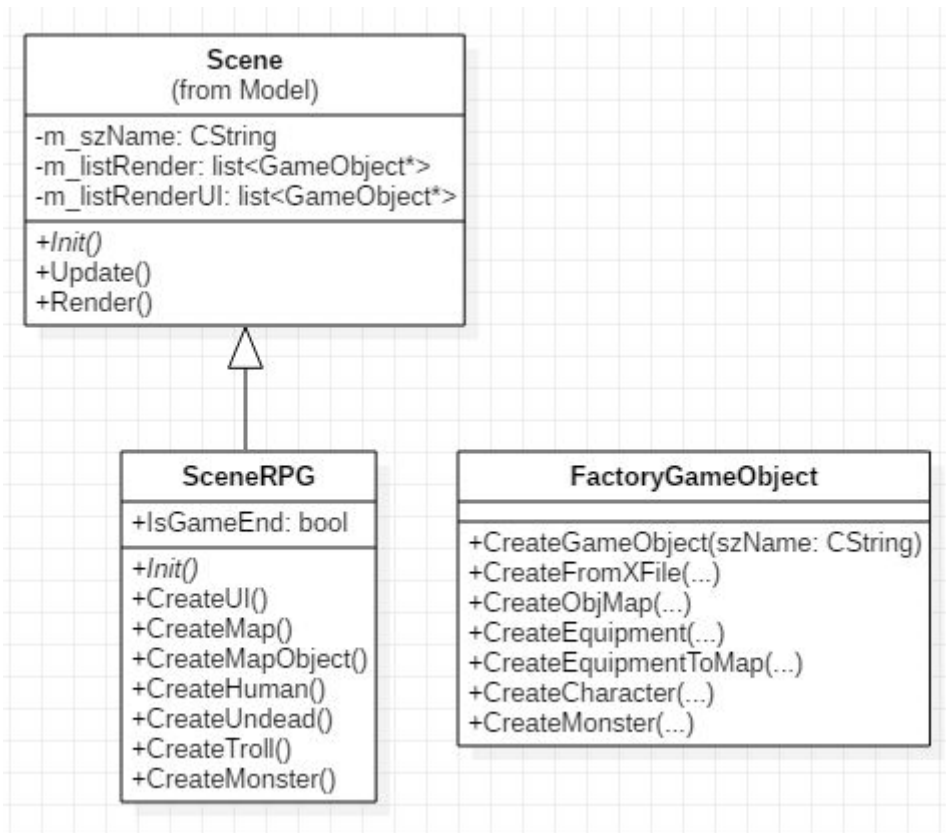 Scene
(from Model)
-m_szName: CString
-m_listRender: list<GameObject*>
-m_listRenderUI: list<GameObject*>
+Init()
+Update()
+Render()
SceneRPG
+IsGameEnd: bool
+Init()
+CreateUI()
+CreateMap()
+CreateMapObject()
+CreateHuman()
+CreateUndead()
+CreateTroll()
+CreateMonster()
FactoryGameObject
+CreateGameObject(szName: CString)
+CreateFromXFile(...)
+CreateObjMap(...)
+CreateEquipment(...)
+CreateEquipmentToMap(...)
+CreateCharacter(...)
+CreateMonster(...)